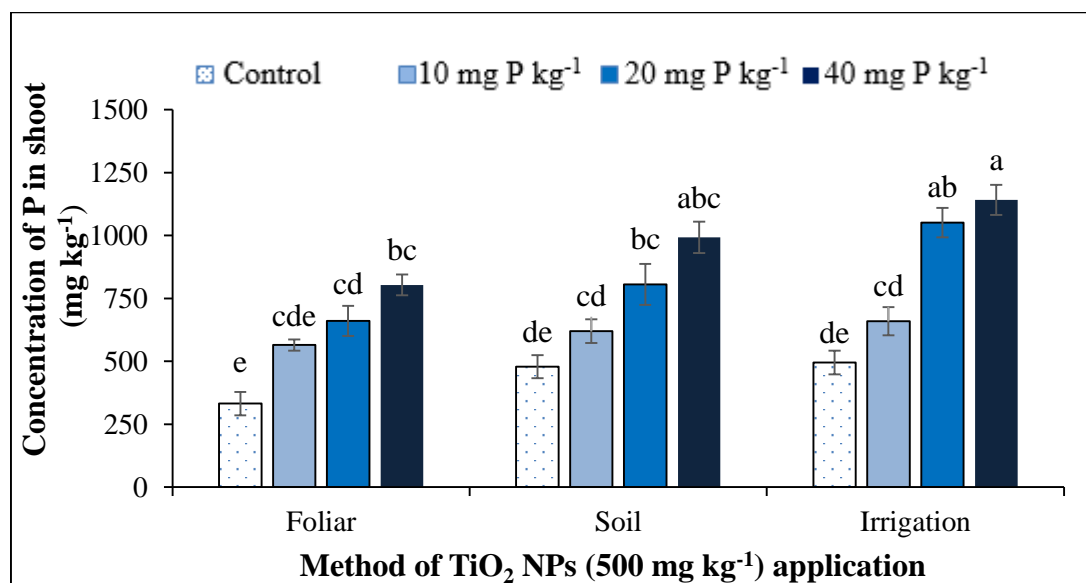 Control 10 mg P kg⁻¹ 20 mg P kg⁻¹ 40 mg P kg⁻¹
Concentration of P in shoot
(mg kg⁻¹)
1500
1250
1000
750
500
250
0
e cde cd bc
de cd bc abc
de cd ab a
Foliar Soil Irrigation
Method of TiO₂ NPs (500 mg kg⁻¹) application